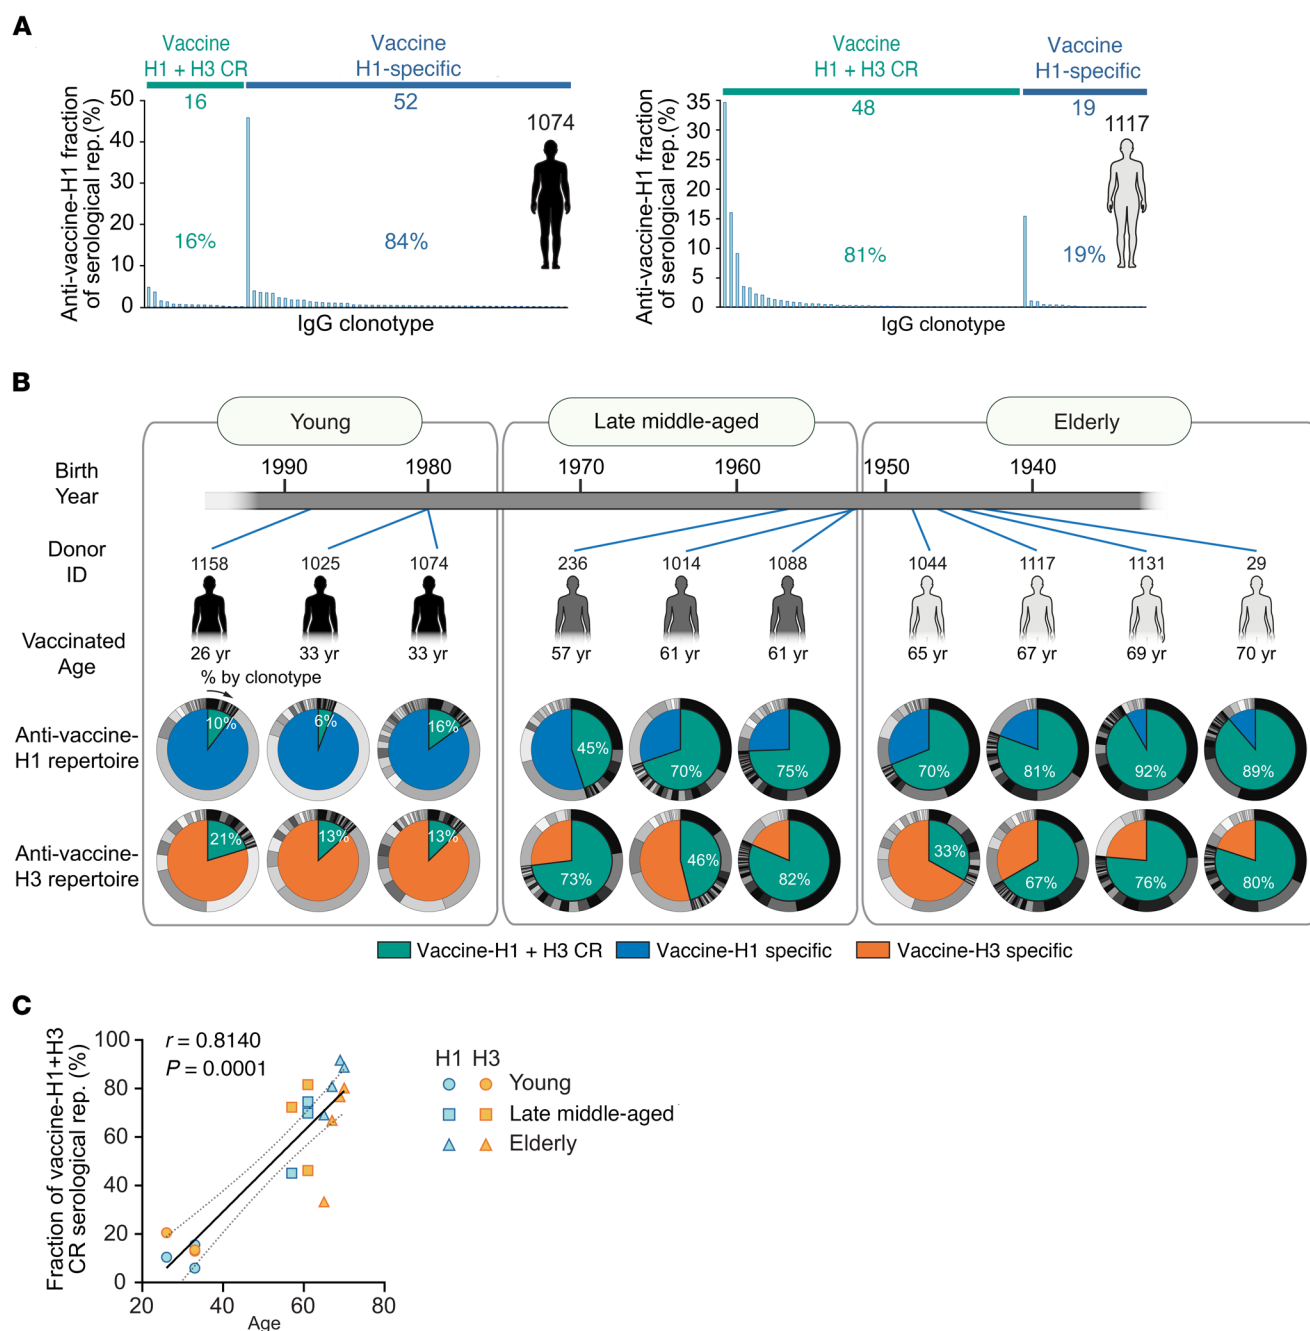 A
Vaccine
H1 + H3 CR
Vaccine
H1-specific
16
52
1074
16%
84%
50
40
30
20
10
0
Anti-vaccine-H1 fraction
of serological rep.(%)
IgG clonotype
Vaccine
H1 + H3 CR
Vaccine
H1-specific
48
19
1117
81%
19%
35
30
25
20
15
10
5
0
Anti-vaccine-H1 fraction
of serological rep.(%)
IgG clonotype
B
Young
Late middle-aged
Elderly
Birth
Year
1990
1980
1970
1960
1950
1940
Donor
ID
1158
1025
1074
236
1014
1088
1044
1117
1131
29
Vaccinated
Age
26 yr
33 yr
33 yr
57 yr
61 yr
61 yr
65 yr
67 yr
69 yr
70 yr
% by clonotype
Anti-vaccine-
H1 repertoire
10%
6%
16%
45%
70%
75%
70%
81%
92%
89%
Anti-vaccine-
H3 repertoire
21%
13%
13%
73%
46%
82%
33%
67%
76%
80%
Vaccine-H1 + H3 CR
Vaccine-H1 specific
Vaccine-H3 specific
C
Fraction of vaccine-H1+H3
CR serological rep. (%)
100
80
60
40
20
0
r = 0.8140
P = 0.0001
20
40
60
80
Age
H1 H3
Young
Late middle-aged
Elderly